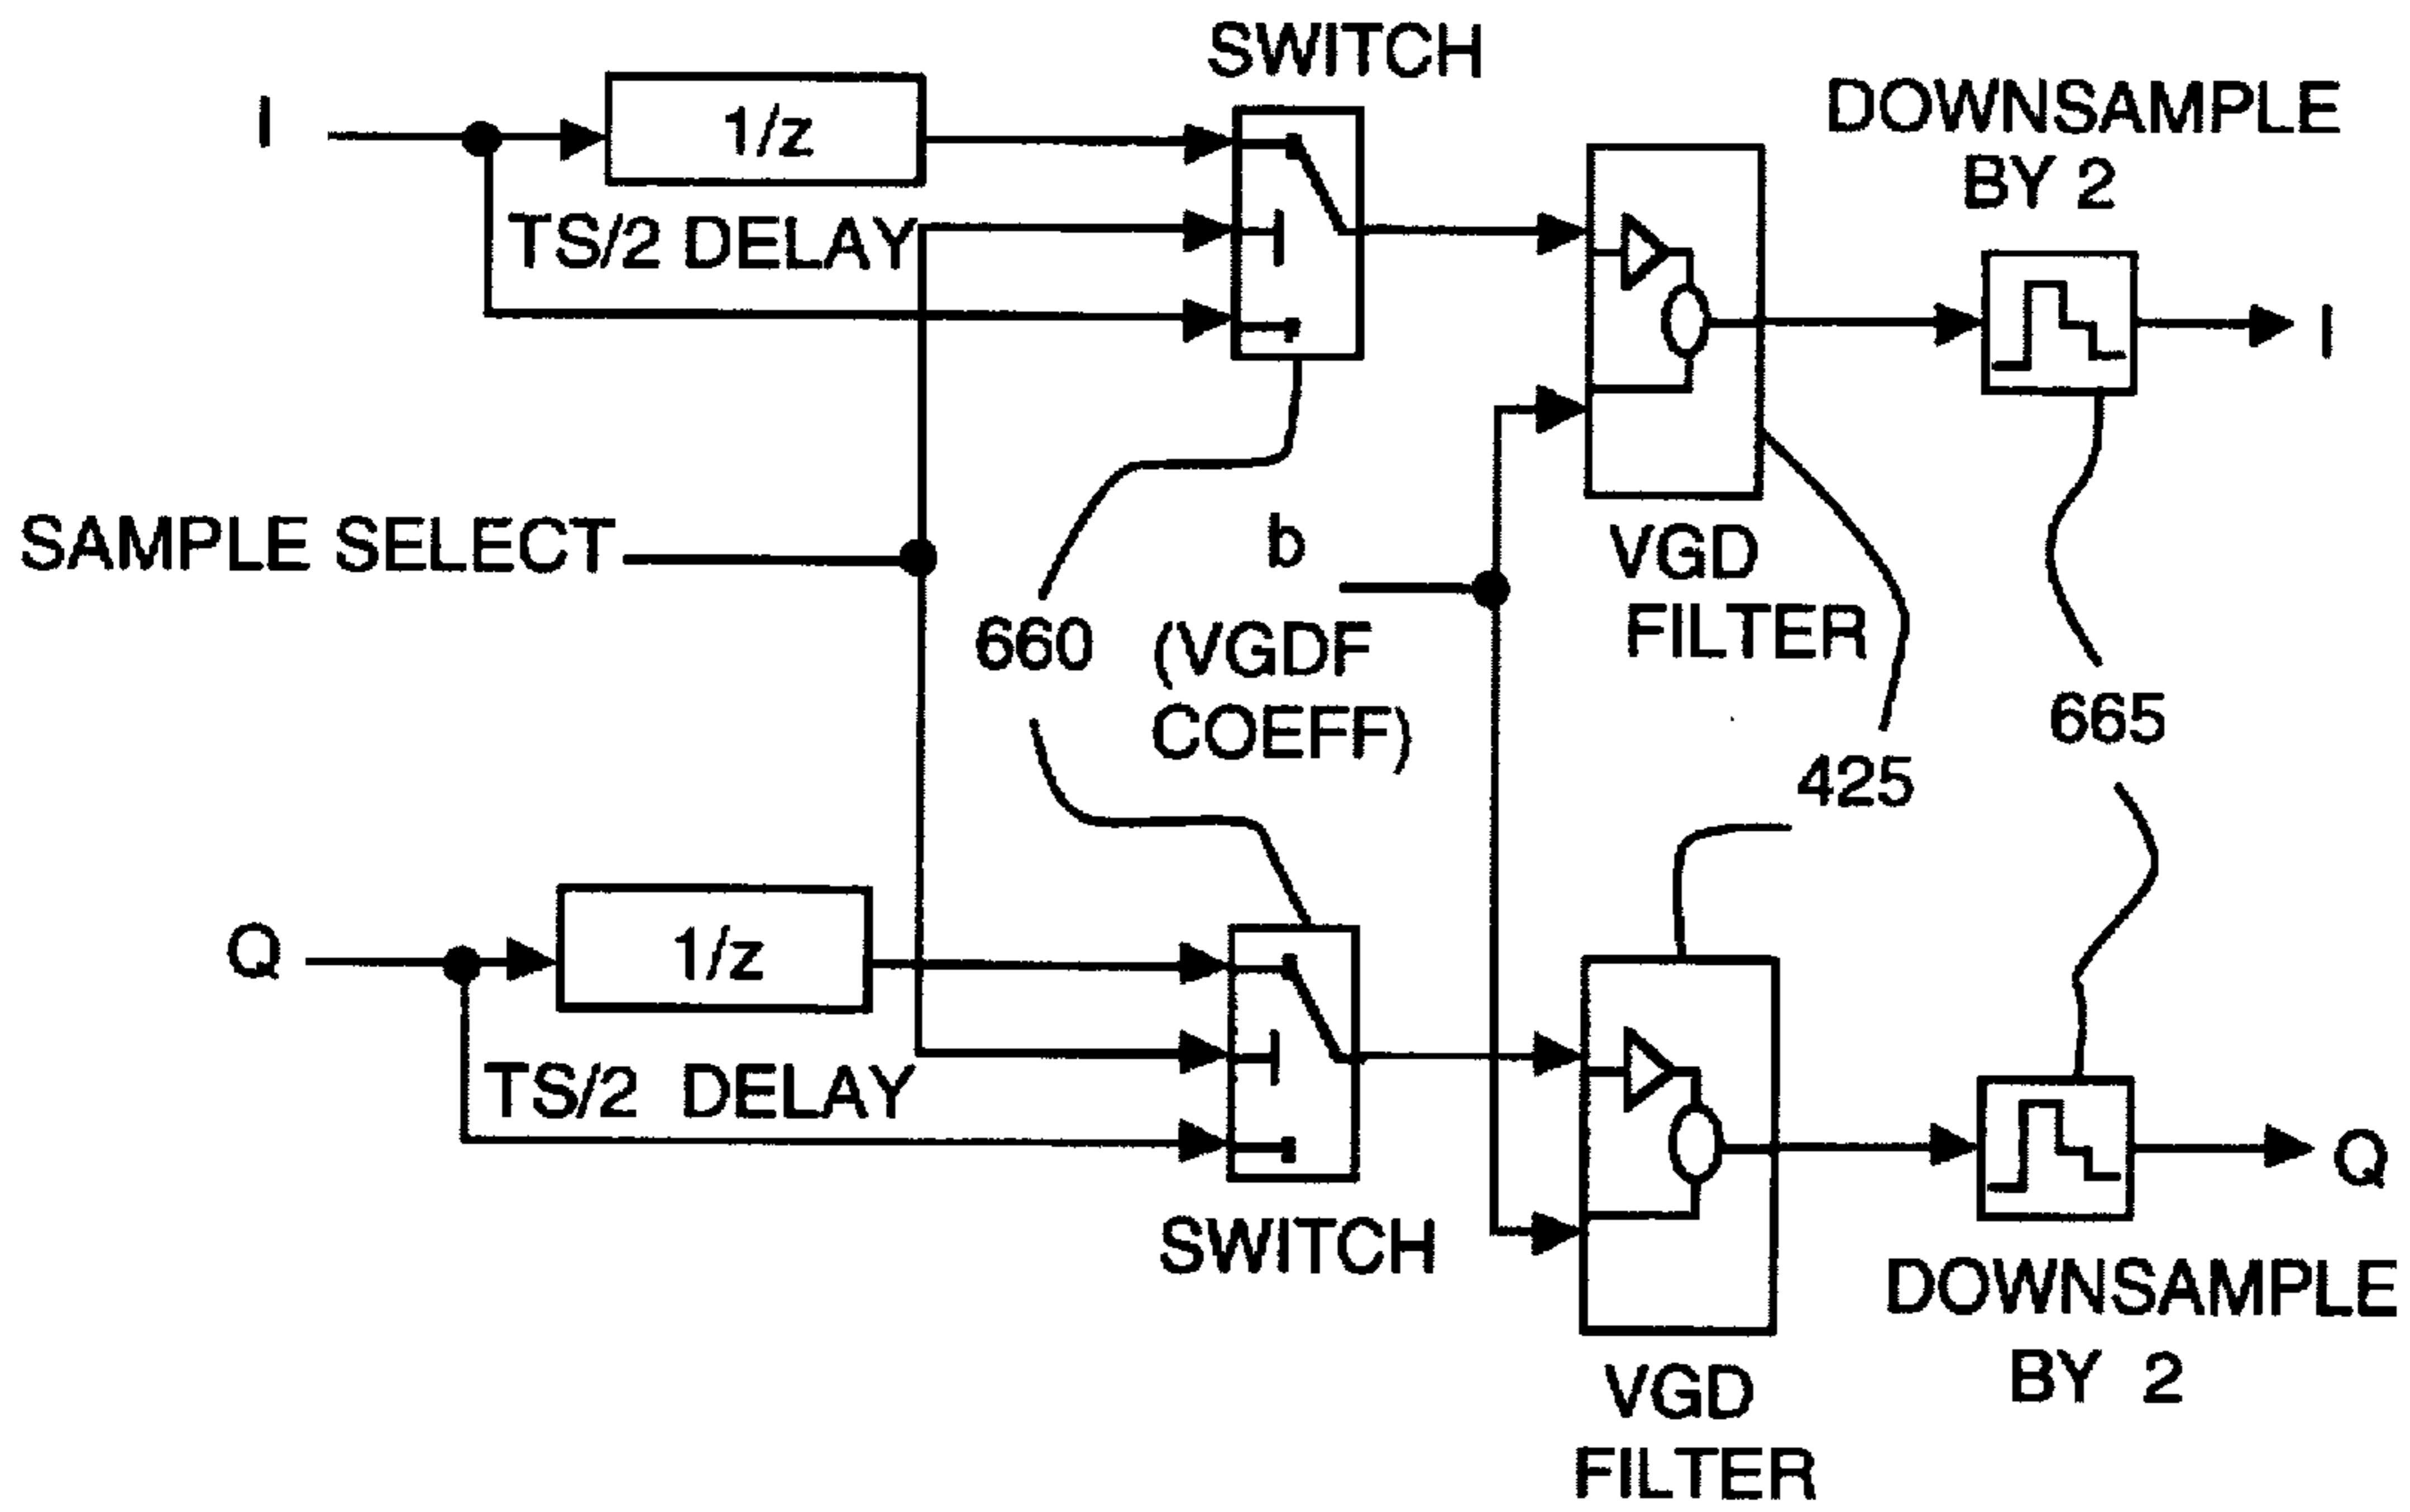 SWITCH
I
1/z
DOWNSAMPLE
BY 2
TS/2 DELAY
I
SAMPLE SELECT
b
VGD
FILTER
660
(VGDF
COEFF)
665
425
Q
1/z
TS/2 DELAY
Q
SWITCH
DOWNSAMPLE
BY 2
VGD
FILTER